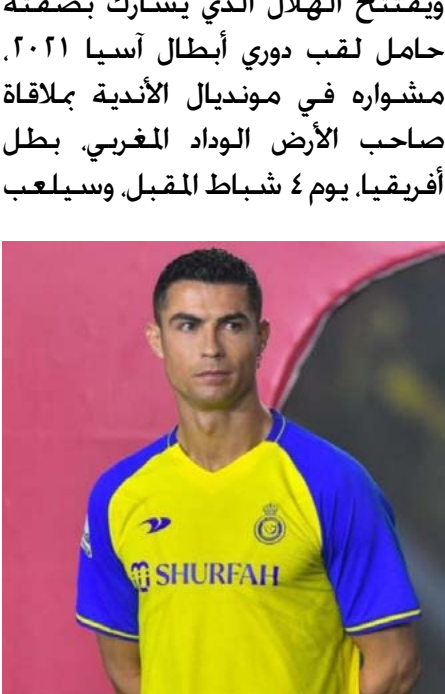 ويفتتح الهلال الذي يشارك بصفته
حامل لقب دوري أبطال آسيا ٢٠٢١،
مشواره في مونديال الأندية بملاقاة
صاحب الأرض الوداد المغربي، بطل
أفريقيا، يوم ٤ شباط المقبل، وسيلعب
SHURFAH